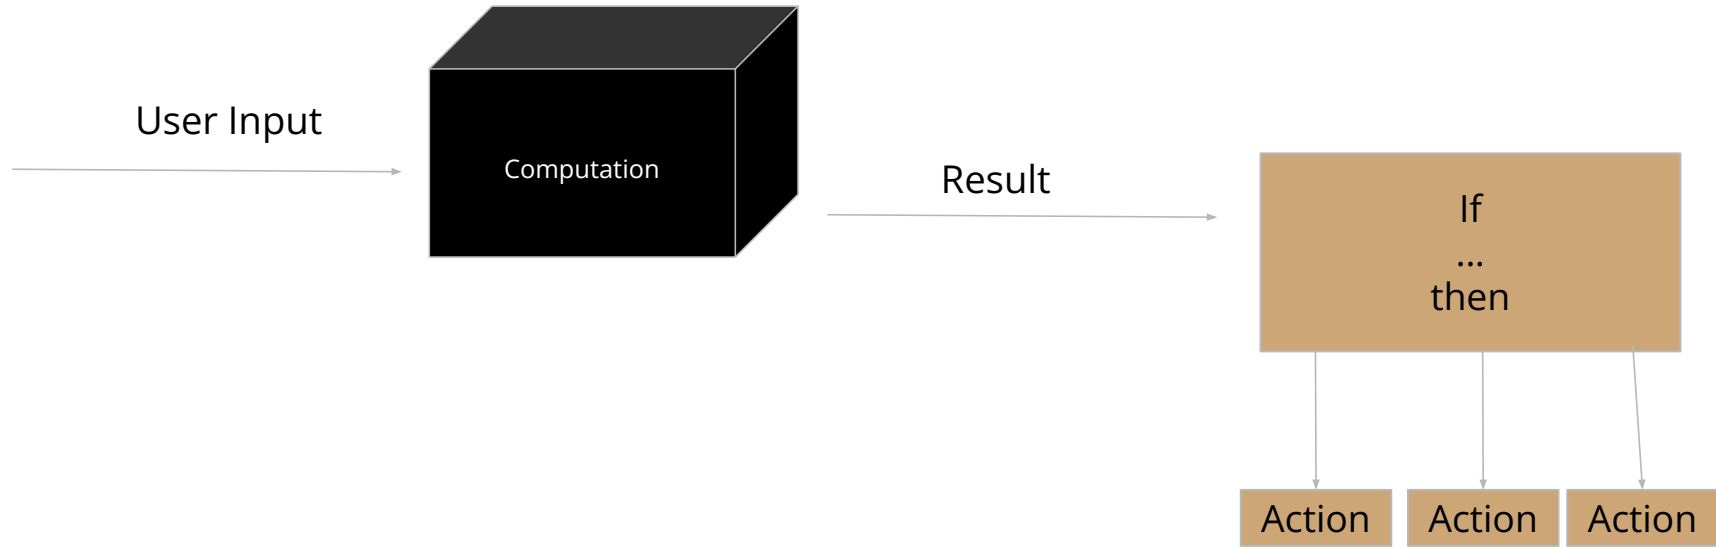 User Input
Computation
Result
If
...
then
Action
Action
Action